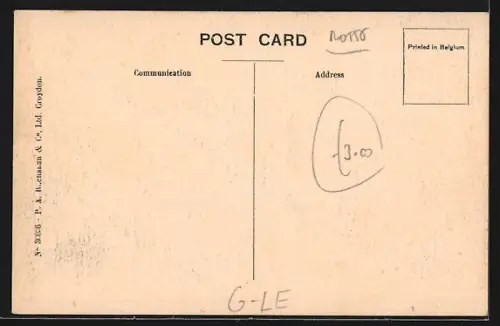 POST CARD
Printed in Belgium
Communication
Address
3.00
G-LE
P. A. Buchanan & Co, Ltd. Croydon.